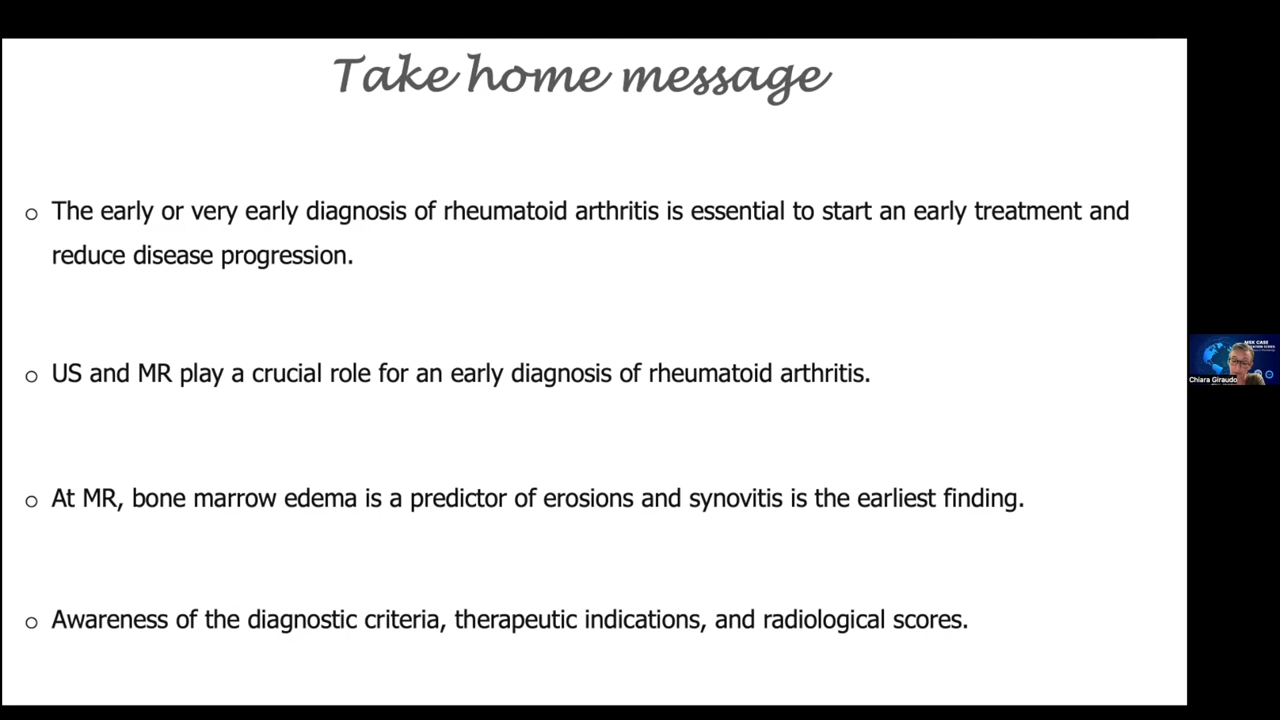 Take home message
o The early or very early diagnosis of rheumatoid arthritis is essential to start an early treatment and
reduce disease progression.
o US and MR play a crucial role for an early diagnosis of rheumatoid arthritis.
MSK CASE
Chiara Giraudo
o At MR, bone marrow edema is a predictor of erosions and synovitis is the earliest finding.
o Awareness of the diagnostic criteria, therapeutic indications, and radiological scores.